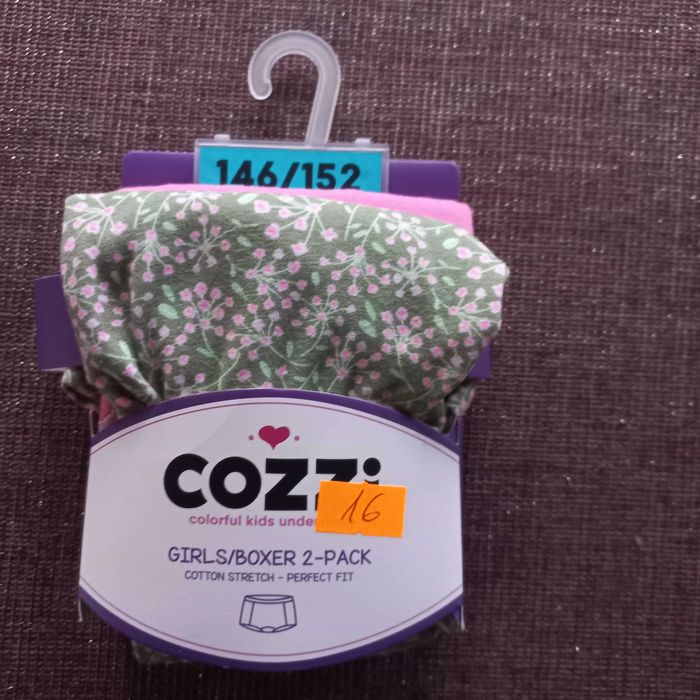 146/152
COZZi
colorful kids under
16
GIRLS/BOXER 2-PACK
COTTON STRETCH - PERFECT FIT